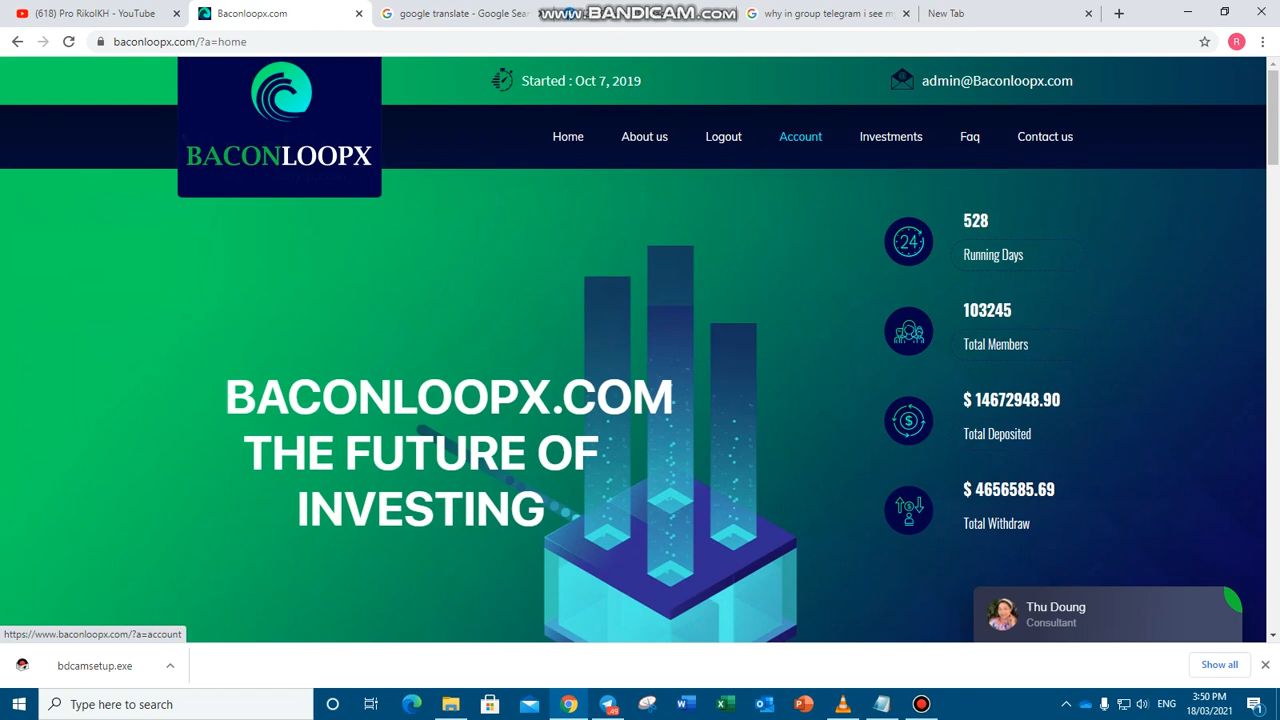 (618) Pro RikolKH - YouTube
Baconloopx.com
google translate - Google Sea
www.BANDICAM.com
why in group telegram i see m
New Tab
baconloopx.com/?a=home
R
Started : Oct 7, 2019
admin@Baconloopx.com
BACONLOOPX
Home
About us
Logout
Account
Investments
Faq
Contact us
24
528
Running Days
103245
Total Members
$ 14672948.90
Total Deposited
$ 4656585.69
Total Withdraw
BACONLOOPX.COM
THE FUTURE OF
INVESTING
Thu Doung
Consultant
https://www.baconloopx.com/?a=account
bdcamsetup.exe
Show all
Type here to search
49
ENG
3:50 PM
18/03/2021
1